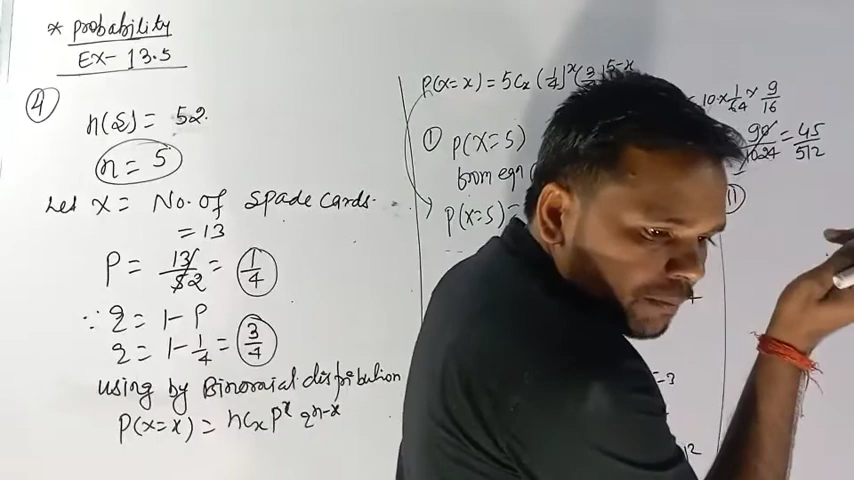 * probability
EX- 13.5
4
n(S) = 52.
n = 5
Let X = No. of spade cards.
= 13
P = 13/52 = 1/4
∵ q = 1 - P
q = 1 - 1/4 = 3/4
using by Binomial distribution
P(X=x) = nCx P^x q^n-x
P(X=x) = 5Cx (1/4)^x (3/
5-x
① P(X=5)
from eqn (
P(X=5) =
10 × 1/64 × 9/16
90/1024 = 45/512